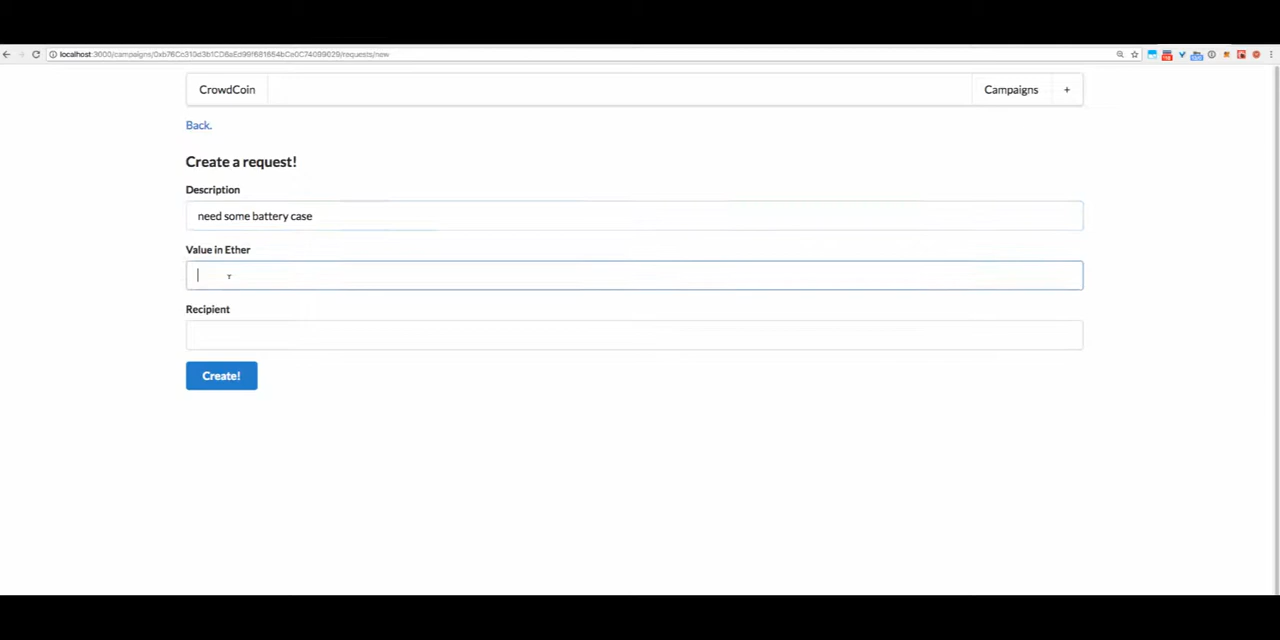 CrowdCoin
Campaigns
+
Back.
Create a request!
Description
need some battery case
Value in Ether
Recipient
Create!